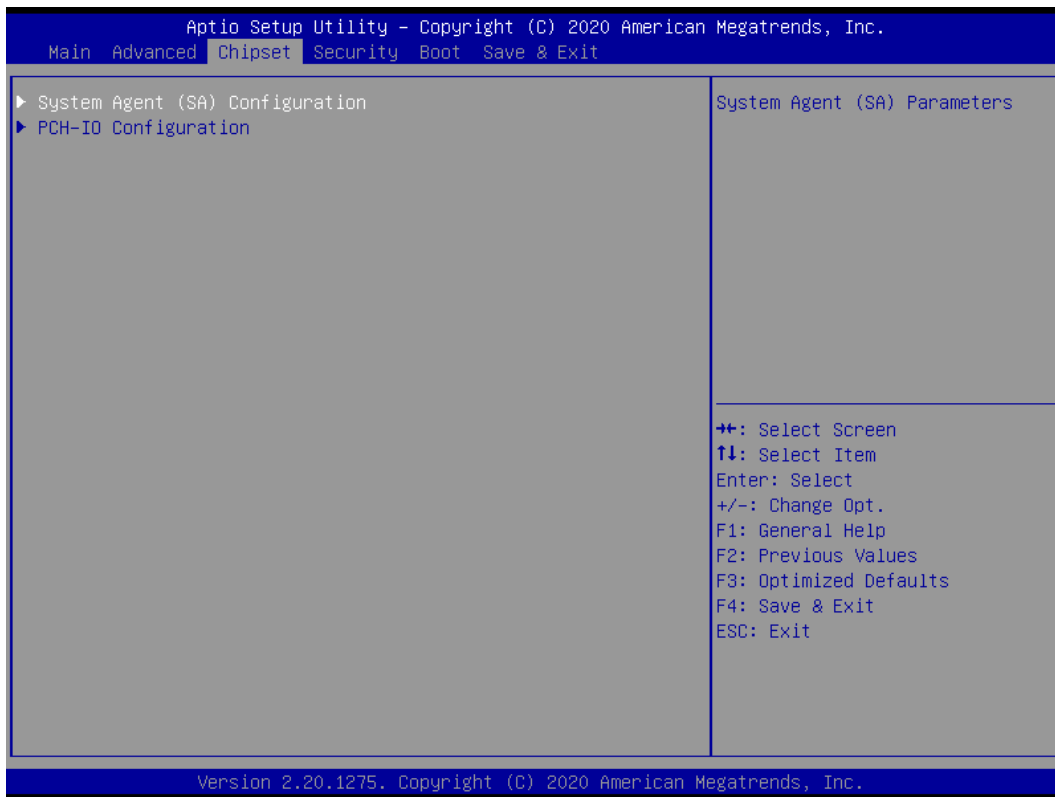 Aptio Setup Utility – Copyright (C) 2020 American Megatrends, Inc.
Main Advanced Chipset Security Boot Save & Exit
▶ System Agent (SA) Configuration
▶ PCH-IO Configuration
System Agent (SA) Parameters
→←: Select Screen
↑↓: Select Item
Enter: Select
+/-: Change Opt.
F1: General Help
F2: Previous Values
F3: Optimized Defaults
F4: Save & Exit
ESC: Exit
Version 2.20.1275. Copyright (C) 2020 American Megatrends, Inc.